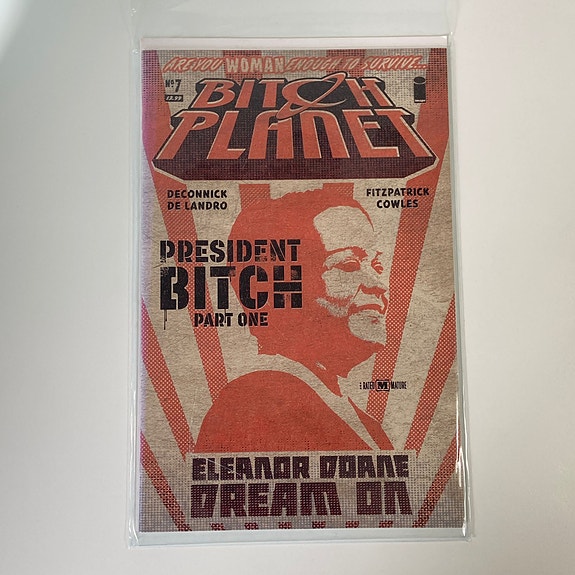 ARE YOU WOMAN ENOUGH TO SURVIVE...
Nº7
$3.99
BITCH
PLANET
DECONNICK
DE LANDRO
FITZPATRICK
COWLES
PRESIDENT
BITCH
PART ONE
RATED M MATURE
ELEANOR DOANE
DREAM ON